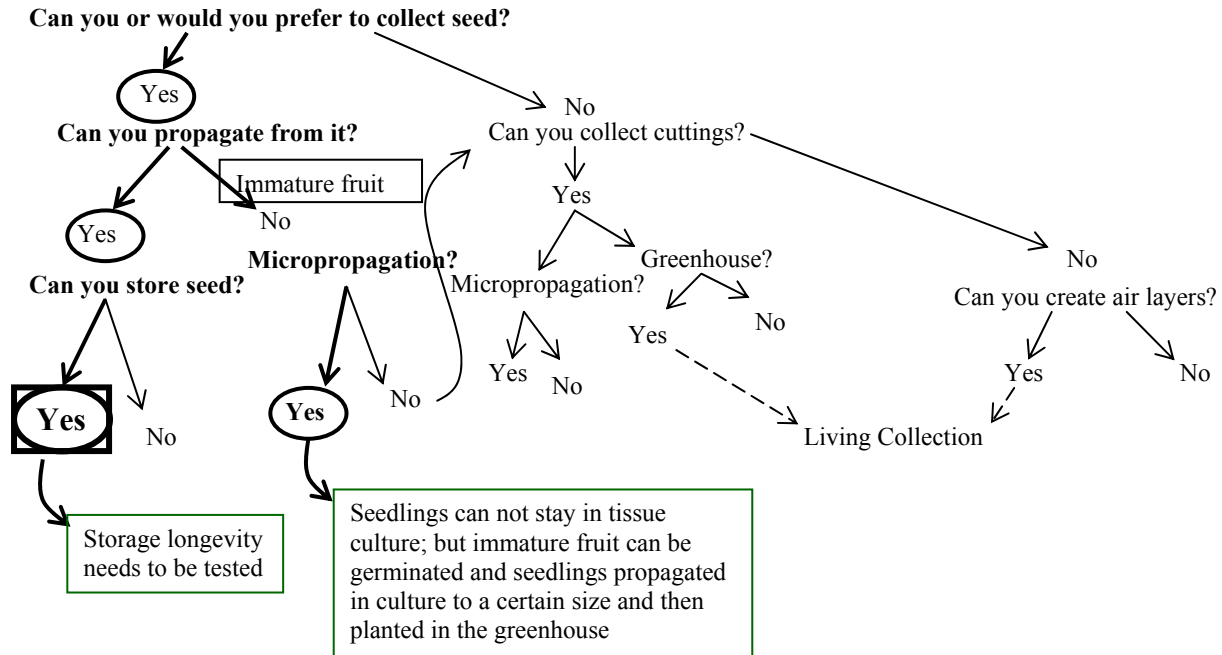 Can you or would you prefer to collect seed?
Yes
No
Can you propagate from it?
Can you collect cuttings?
Immature fruit
Yes
Yes
No
No
Micropropagation?
Greenhouse?
Can you store seed?
Micropropagation?
Can you create air layers?
Yes
No
Yes
No
Yes
No
Yes
No
Yes
Yes
No
No
Living Collection
Storage longevity
needs to be tested
Seedlings can not stay in tissue
culture; but immature fruit can be
germinated and seedlings propagated
in culture to a certain size and then
planted in the greenhouse